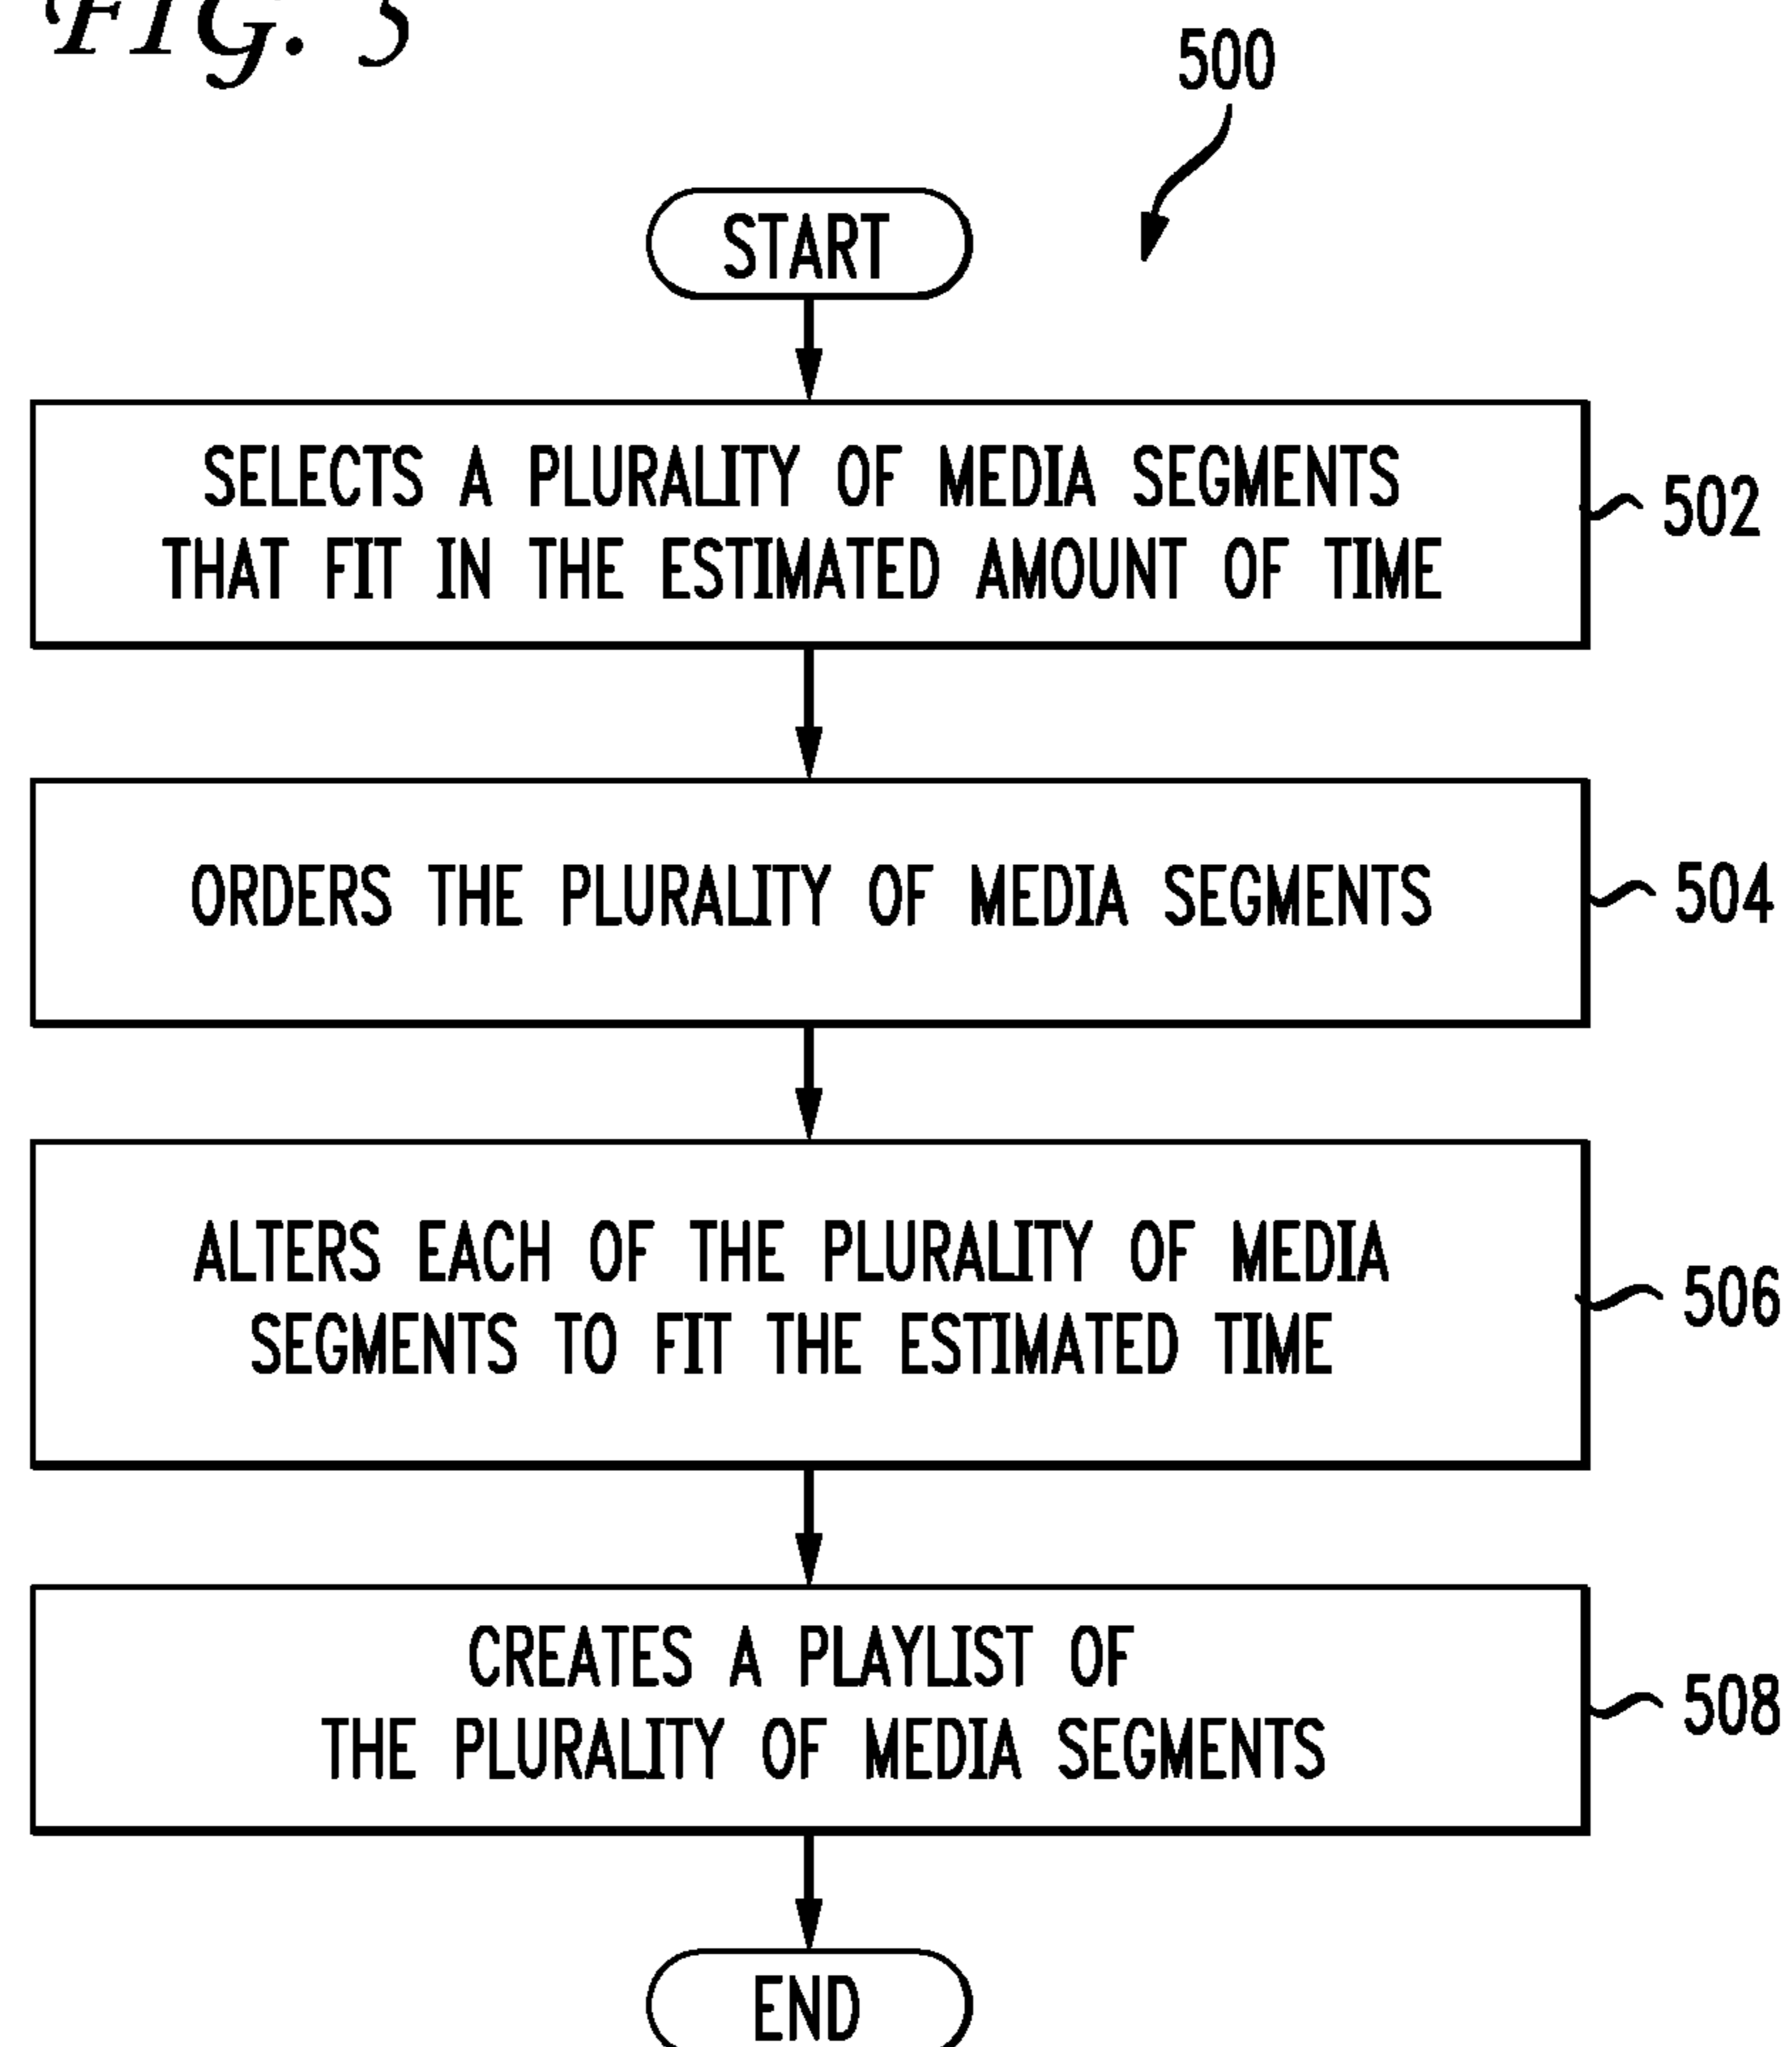 FIG. 5
500
START
SELECTS A PLURALITY OF MEDIA SEGMENTS
THAT FIT IN THE ESTIMATED AMOUNT OF TIME
502
ORDERS THE PLURALITY OF MEDIA SEGMENTS
504
ALTERS EACH OF THE PLURALITY OF MEDIA
SEGMENTS TO FIT THE ESTIMATED TIME
506
CREATES A PLAYLIST OF
THE PLURALITY OF MEDIA SEGMENTS
508
END